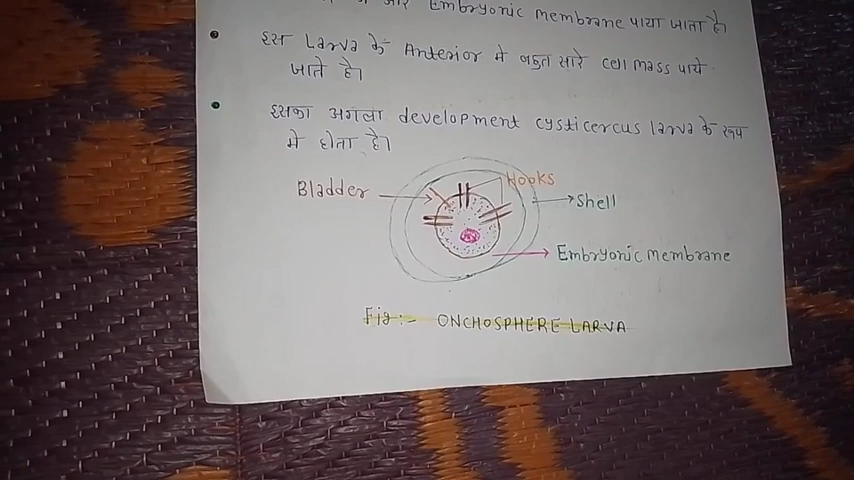 और Embryonic membrane पाया जाता है।
इस Larva के Anterior मे बहुत सारे cell mass पाये
जाते है।
इसका अगला development cysticercus larva के रूप
मे होता है।
Bladder
Hooks
Shell
Embryonic membrane
Fig:- ONCHOSPHERE LARVA